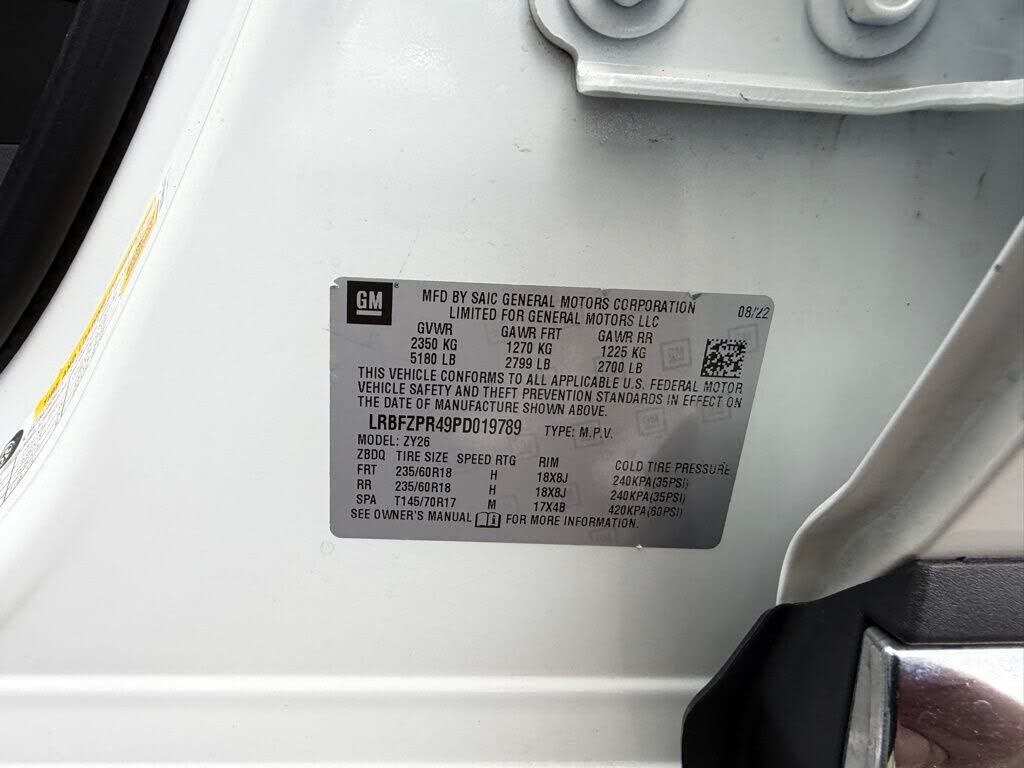 GM
MFD BY SAIC GENERAL MOTORS CORPORATION
LIMITED FOR GENERAL MOTORS LLC
08/22
GVWR GAWR FRT GAWR RR
2350 KG 1270 KG 1225 KG
5180 LB 2799 LB 2700 LB
THIS VEHICLE CONFORMS TO ALL APPLICABLE U.S. FEDERAL MOTOR
VEHICLE SAFETY AND THEFT PREVENTION STANDARDS IN EFFECT ON
THE DATE OF MANUFACTURE SHOWN ABOVE.
LRBFZPR49PD019789 TYPE: M.P.V.
MODEL: ZY26
ZBDQ TIRE SIZE SPEED RTG RIM COLD TIRE PRESSURE
FRT 235/60R18 H 18X8J 240KPA(35PSI)
RR 235/60R18 H 18X8J 240KPA(35PSI)
SPA T145/70R17 M 17X4B 420KPA(60PSI)
SEE OWNER'S MANUAL FOR MORE INFORMATION.